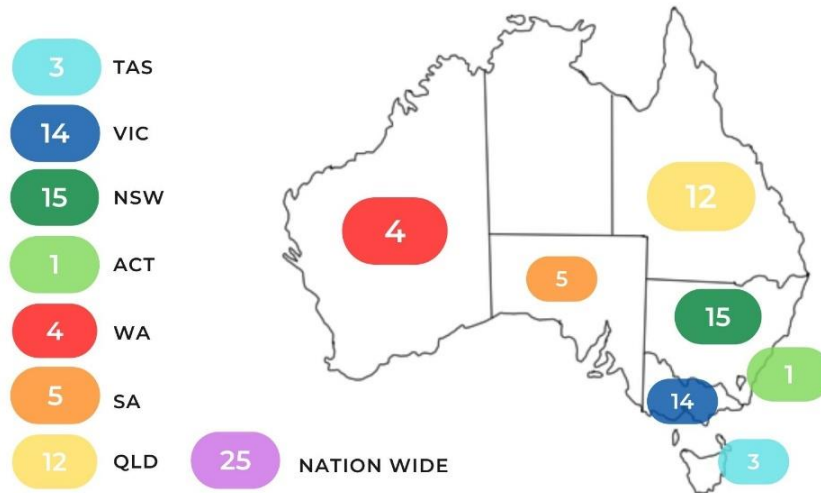 3 TAS
14 VIC
15 NSW
1 ACT
4 WA
5 SA
12 QLD
25 NATION WIDE
4
12
5
15
1
14
3